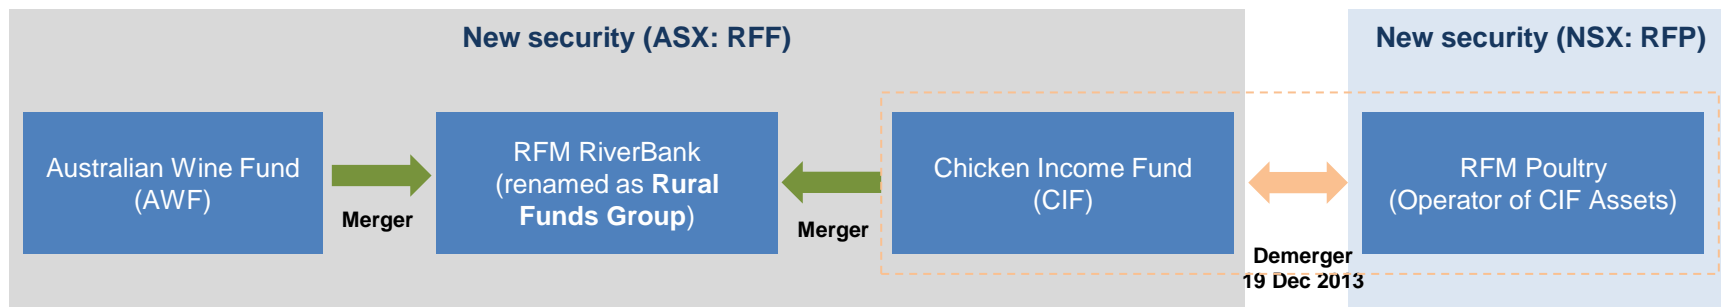 New security (ASX: RFF)
New security (NSX: RFP)
Australian Wine Fund
(AWF)
Merger
RFM RiverBank
(renamed as Rural
Funds Group)
Merger
Chicken Income Fund
(CIF)
Demerger
19 Dec 2013
RFM Poultry
(Operator of CIF Assets)